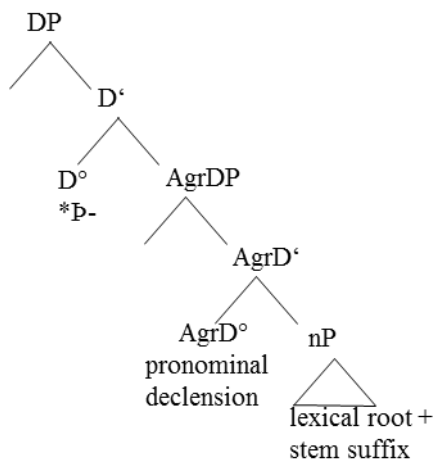 DP
D‘
D° AgrDP
*Þ-
AgrD‘
AgrD° nP
pronominal
declension
lexical root +
stem suffix